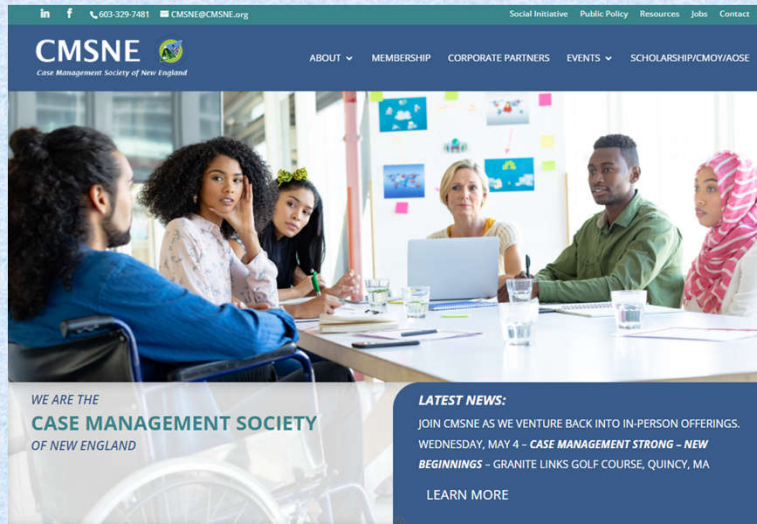 in f 603-329-7481 CMSNE@CMSNE.org
Social Initiative Public Policy Resources Jobs Contact
CMSNE
Case Management Society of New England
ABOUT MEMBERSHIP CORPORATE PARTNERS EVENTS SCHOLARSHIP/CMOY/AOSE
WE ARE THE
CASE MANAGEMENT SOCIETY
OF NEW ENGLAND
LATEST NEWS:
JOIN CMSNE AS WE VENTURE BACK INTO IN-PERSON OFFERINGS.
WEDNESDAY, MAY 4 – CASE MANAGEMENT STRONG – NEW
BEGINNINGS – GRANITE LINKS GOLF COURSE, QUINCY, MA
LEARN MORE